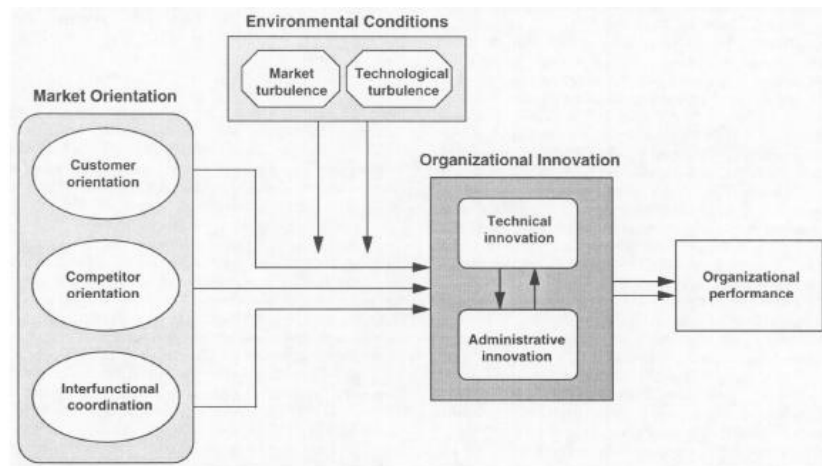 Environmental Conditions
Market
turbulence
Technological
turbulence
Market Orientation
Customer
orientation
Competitor
orientation
Interfunctional
coordination
Organizational Innovation
Technical
innovation
Administrative
innovation
Organizational
performance